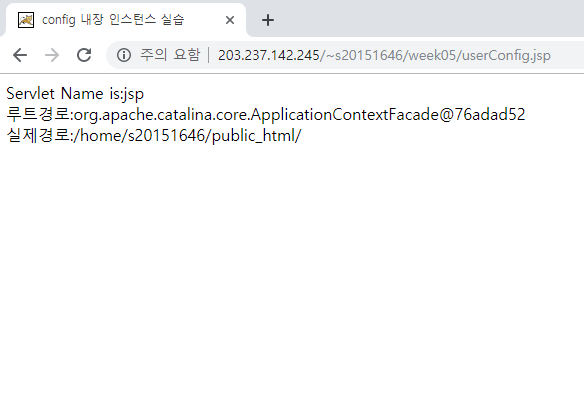 config 내장 인스턴스 실습
주의 요함 203.237.142.245/~s20151646/week05/userConfig.jsp
Servlet Name is:jsp
루트경로:org.apache.catalina.core.ApplicationContextFacade@76adad52
실제경로:/home/s20151646/public_html/